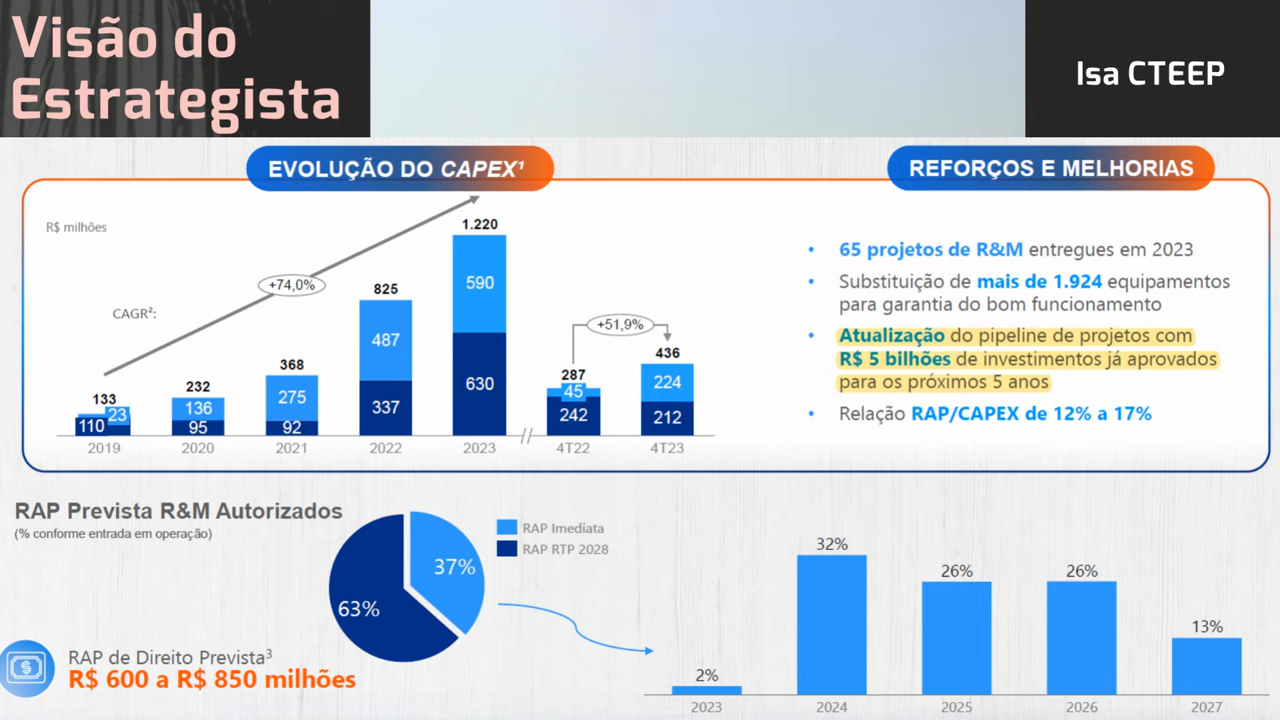 Visão do
Estrategista
Isa CTEEP
EVOLUÇÃO DO CAPEX¹
REFORÇOS E MELHORIAS
R$ milhões
CAGR²:
+74,0%
+51,9%
133
232
368
825
1.220
287
436
23
136
275
487
590
45
224
110
95
92
337
630
242
212
2019
2020
2021
2022
2023
4T22
4T23
• 65 projetos de R&M entregues em 2023
• Substituição de mais de 1.924 equipamentos
para garantia do bom funcionamento
• Atualização do pipeline de projetos com
R$ 5 bilhões de investimentos já aprovados
para os próximos 5 anos
• Relação RAP/CAPEX de 12% a 17%
RAP Prevista R&M Autorizados
(% conforme entrada em operação)
37%
63%
RAP Imediata
RAP RTP 2028
RAP de Direito Prevista³
R$ 600 a R$ 850 milhões
2%
32%
26%
26%
13%
2023
2024
2025
2026
2027